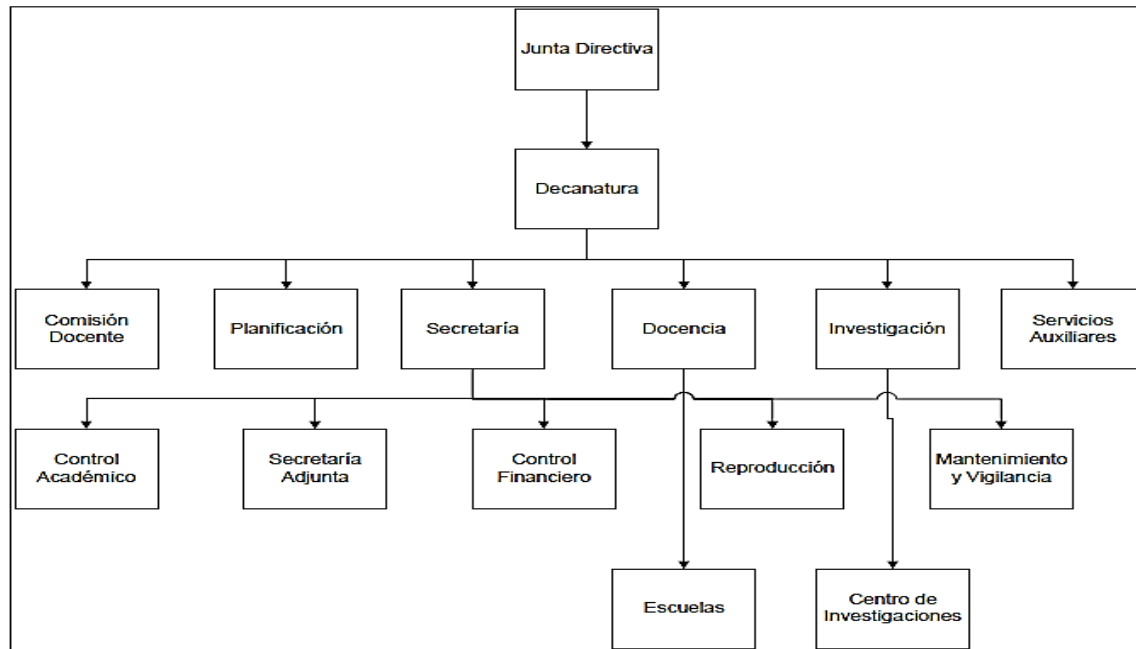 Junta Directiva
Decanatura
Comisión
Docente
Planificación
Secretaría
Docencia
Investigación
Servicios
Auxiliares
Control
Académico
Secretaría
Adjunta
Control
Financiero
Reproducción
Mantenimiento
y Vigilancia
Escuelas
Centro de
Investigaciones